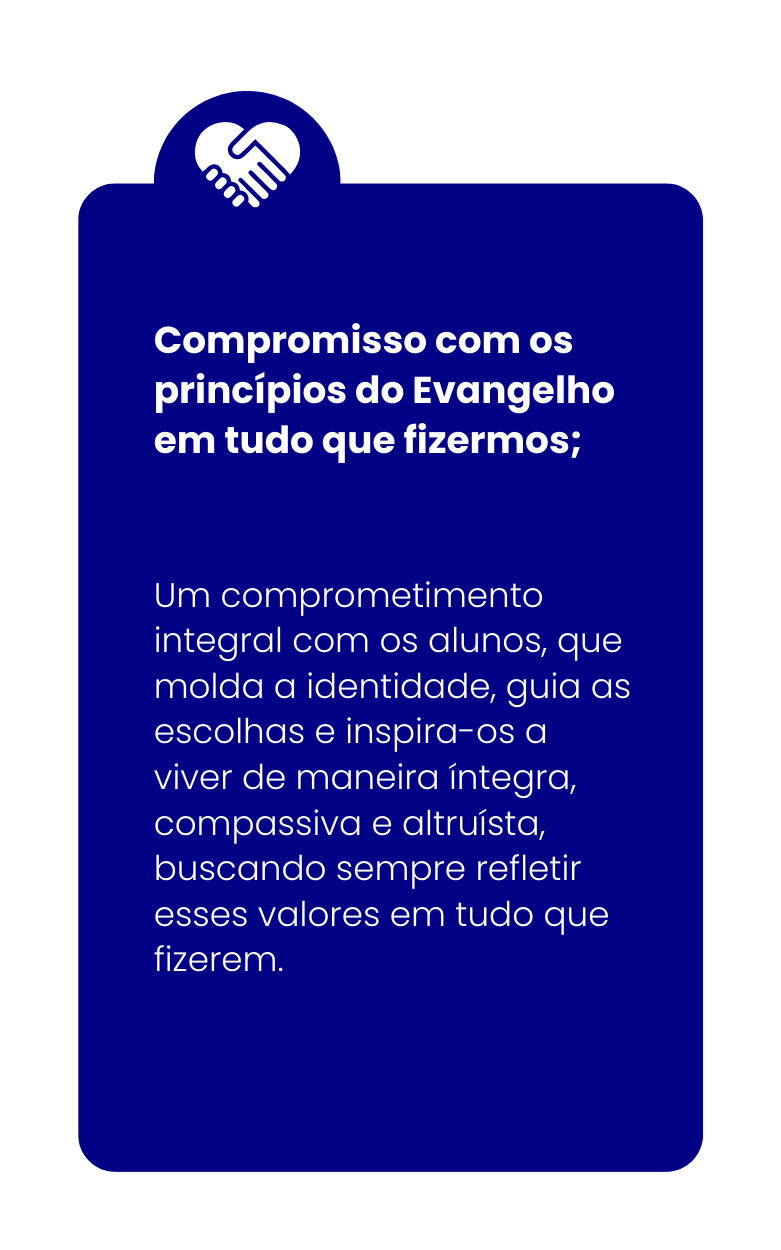 Compromisso com os
princípios do Evangelho
em tudo que fizermos;
Um comprometimento
integral com os alunos, que
molda a identidade, guia as
escolhas e inspira-os a
viver de maneira íntegra,
compassiva e altruísta,
buscando sempre refletir
esses valores em tudo que
fizerem.